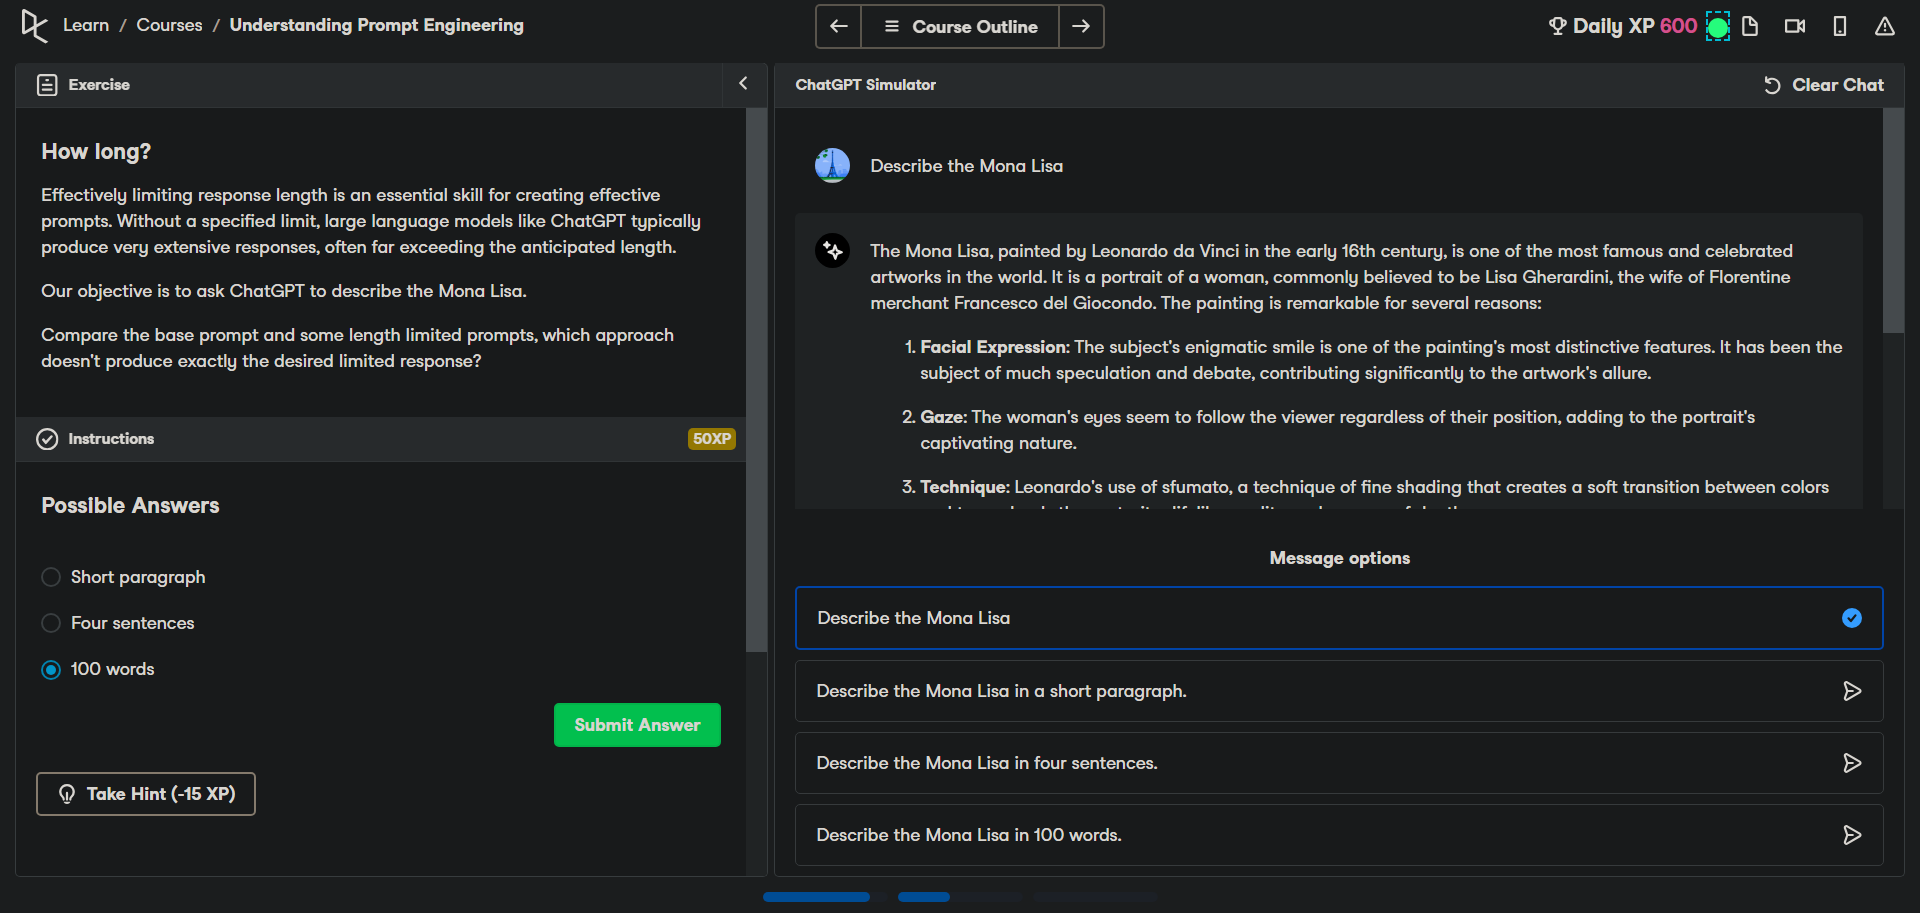 Learn / Courses / Understanding Prompt Engineering
Course Outline
Daily XP 600
Exercise
How long?
Effectively limiting response length is an essential skill for creating effective
prompts. Without a specified limit, large language models like ChatGPT typically
produce very extensive responses, often far exceeding the anticipated length.
Our objective is to ask ChatGPT to describe the Mona Lisa.
Compare the base prompt and some length limited prompts, which approach
doesn't produce exactly the desired limited response?
Instructions
50XP
Possible Answers
Short paragraph
Four sentences
100 words
Submit Answer
Take Hint (-15 XP)
ChatGPT Simulator
Clear Chat
Describe the Mona Lisa
The Mona Lisa, painted by Leonardo da Vinci in the early 16th century, is one of the most famous and celebrated
artworks in the world. It is a portrait of a woman, commonly believed to be Lisa Gherardini, the wife of Florentine
merchant Francesco del Giocondo. The painting is remarkable for several reasons:
1. Facial Expression: The subject's enigmatic smile is one of the painting's most distinctive features. It has been the
subject of much speculation and debate, contributing significantly to the artwork's allure.
2. Gaze: The woman's eyes seem to follow the viewer regardless of their position, adding to the portrait's
captivating nature.
3. Technique: Leonardo's use of sfumato, a technique of fine shading that creates a soft transition between colors
Message options
Describe the Mona Lisa
Describe the Mona Lisa in a short paragraph.
Describe the Mona Lisa in four sentences.
Describe the Mona Lisa in 100 words.